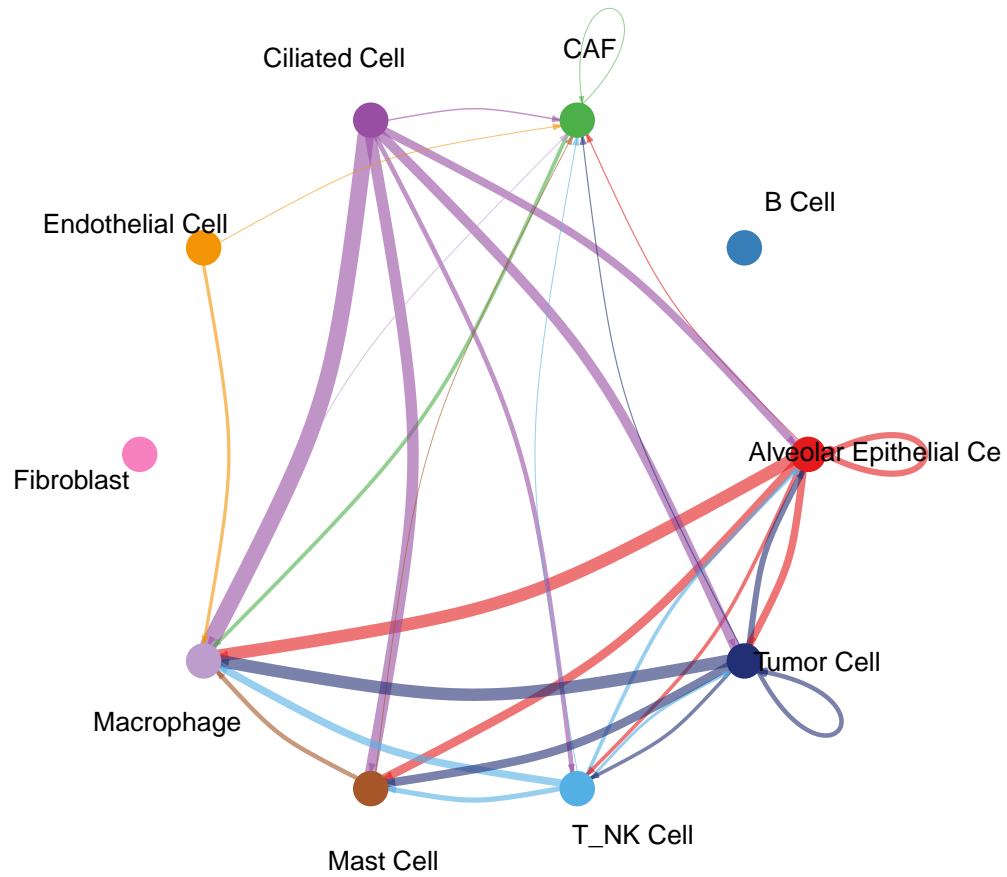 Ciliated Cell
CAF
B Cell
Endothelial Cell
Alveolar Epithelial Ce
Fibroblast
Tumor Cell
Macrophage
T_NK Cell
Mast Cell